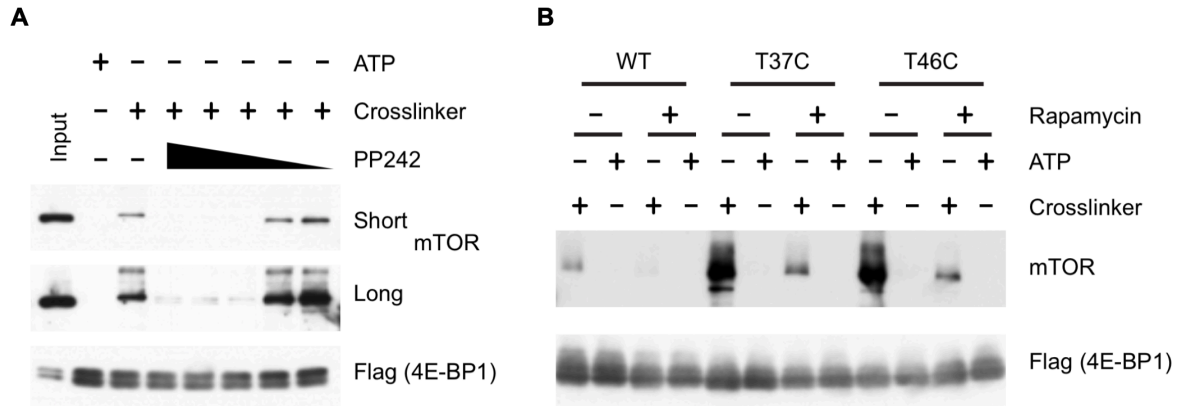 A
+ − − − − − − ATP
− + + + + + + Crosslinker
Input
− − PP242
Short
mTOR
Long
Flag (4E-BP1)
B
WT T37C T46C
− + − + − + Rapamycin
− + − + − + − + − + − + ATP
+ − + − + − + − + − + − Crosslinker
mTOR
Flag (4E-BP1)